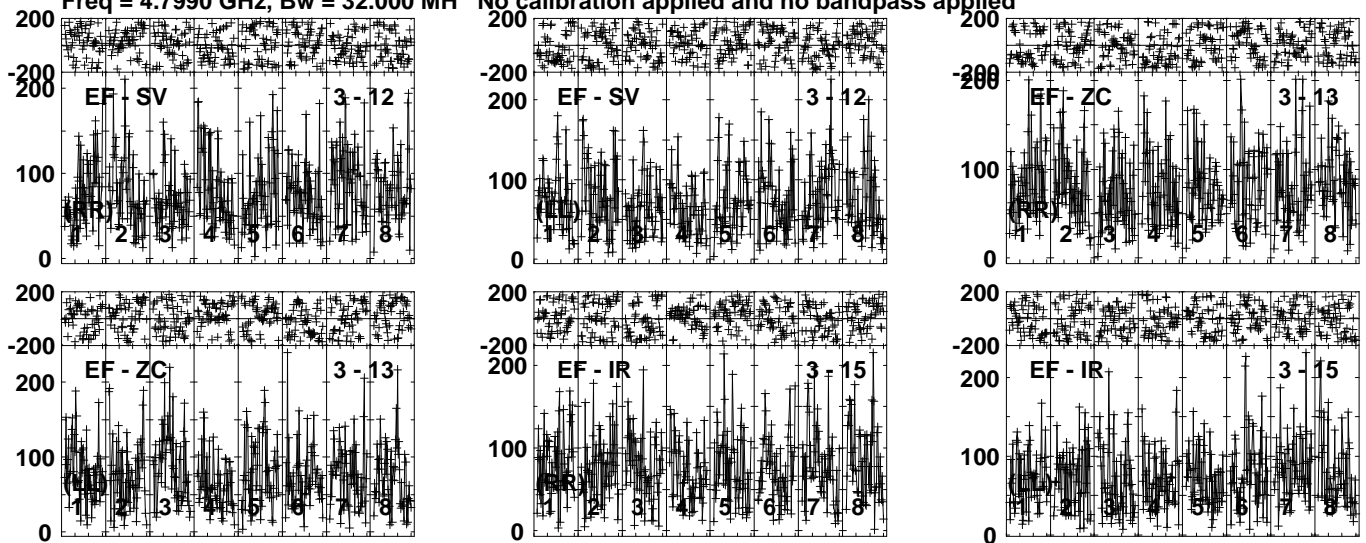 Freq = 4.7990 GHz, Bw = 32.000 MH No calibration applied and no bandpass applied
200 200 200
-200 -200 -200
200 200 200
EF - SV 3 - 12 EF - SV 3 - 12 EF - ZC 3 - 13
100 100 100
(RR) (LL) (RR)
1 2 3 4 5 6 7 8 1 2 3 4 5 6 7 8 1 2 3 4 5 6 7 8
0 0 0
200 200 200
-200 -200 -200
EF - ZC 3 - 13 EF - IR 3 - 15 EF - IR 3 - 15
200 200 200
100 100 100
(LL) (RR) (LL)
1 2 3 4 5 6 7 8 1 2 3 4 5 6 7 8 1 2 3 4 5 6 7 8
0 0 0